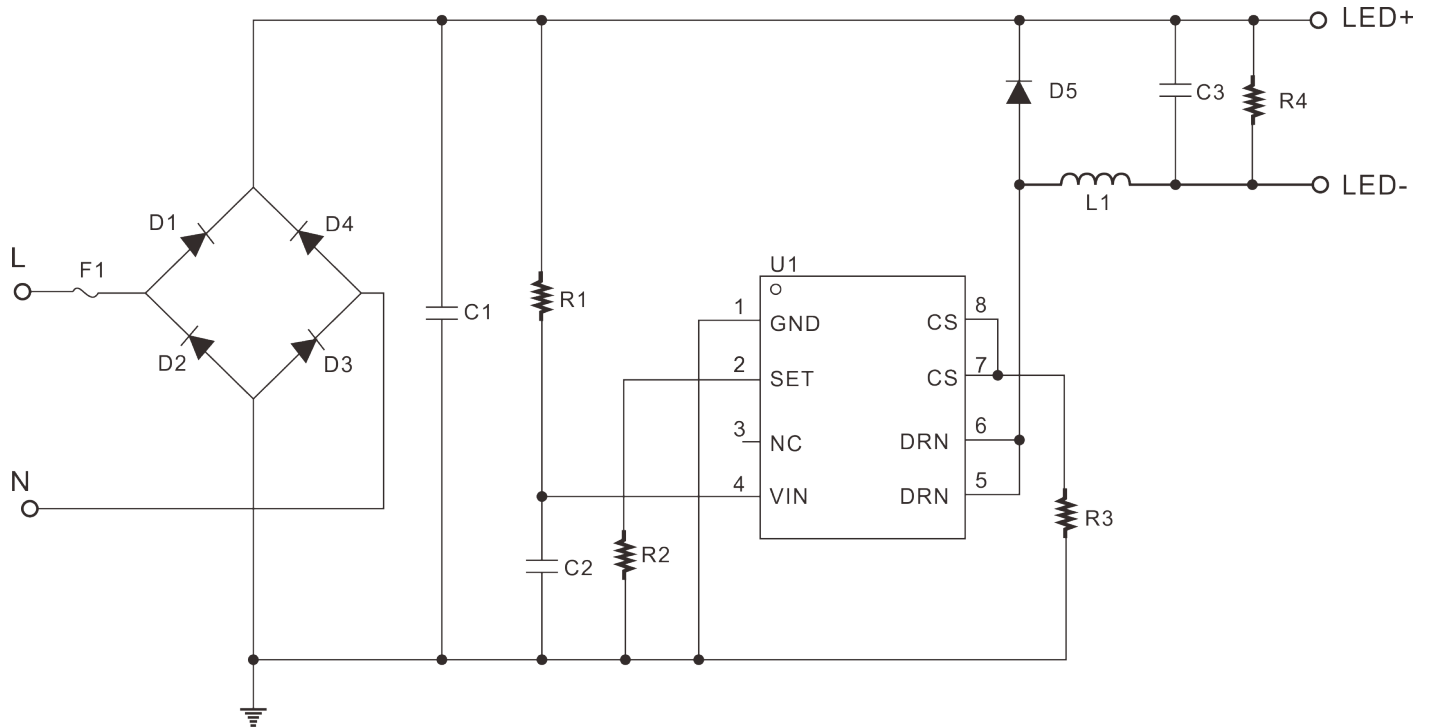 LED+
D5
C3
R4
LED-
L1
D1
D4
L
F1
D2
D3
N
C1
R1
C2
R2
U1
1
GND
2
SET
3
NC
4
VIN
8
CS
7
CS
6
DRN
5
DRN
R3